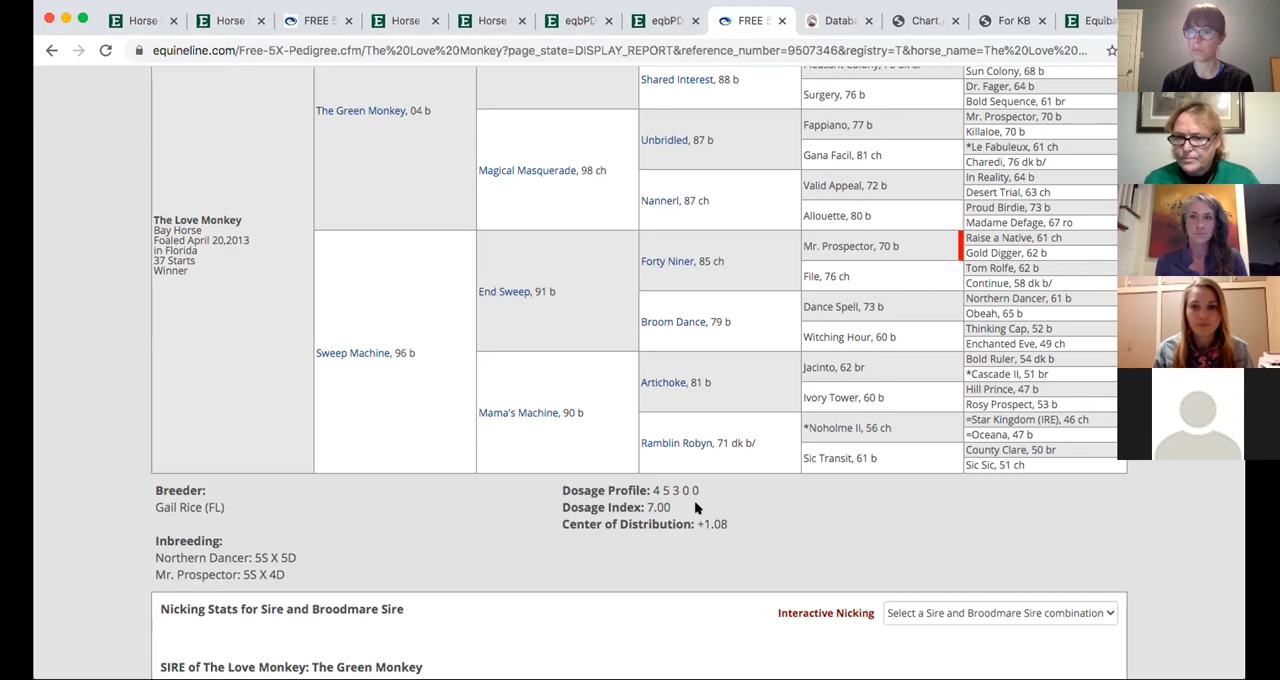 Horse
Horse
FREE 5
Horse
Horse
eqbPD
eqbPD
FREE 5
Datab
Chart.
For KB
Equiba
equineline.com/Free-5X-Pedigree.cfm/The%20Love%20Monkey?page_state=DISPLAY_REPORT&reference_number=9507346&registry=T&horse_name=The%20Love%20...
The Love Monkey
Bay Horse
Foaled April 20,2013
in Florida
37 Starts
Winner
The Green Monkey, 04 b
Sweep Machine, 96 b
Magical Masquerade, 98 ch
End Sweep, 91 b
Mama's Machine, 90 b
Shared Interest, 88 b
Unbridled, 87 b
Nannerl, 87 ch
Forty Niner, 85 ch
Broom Dance, 79 b
Artichoke, 81 b
Ramblin Robyn, 71 dk b/
Surgery, 76 b
Fappiano, 77 b
Gana Facil, 81 ch
Valid Appeal, 72 b
Allouette, 80 b
Mr. Prospector, 70 b
File, 76 ch
Dance Spell, 73 b
Witching Hour, 60 b
Jacinto, 62 br
Ivory Tower, 60 b
*Noholme II, 56 ch
Sic Transit, 61 b
Sun Colony, 68 b
Dr. Fager, 64 b
Bold Sequence, 61 br
Mr. Prospector, 70 b
Killaloe, 70 b
*Le Fabuleux, 61 ch
Charedi, 76 dk b/
In Reality, 64 b
Desert Trial, 63 ch
Proud Birdie, 73 b
Madame Defage, 67 ro
Raise a Native, 61 ch
Gold Digger, 62 b
Tom Rolfe, 62 b
Continue, 58 dk b/
Northern Dancer, 61 b
Obeah, 65 b
Thinking Cap, 52 b
Enchanted Eve, 49 ch
Bold Ruler, 54 dk b
*Cascade II, 51 br
Hill Prince, 47 b
Rosy Prospect, 53 b
=Star Kingdom (IRE), 46 ch
=Oceana, 47 b
County Clare, 50 br
Sic Sic, 51 ch
Breeder:
Gail Rice (FL)
Inbreeding:
Northern Dancer: 5S X 5D
Mr. Prospector: 5S X 4D
Dosage Profile: 4 5 3 0 0
Dosage Index: 7.00
Center of Distribution: +1.08
Nicking Stats for Sire and Broodmare Sire
Interactive Nicking
Select a Sire and Broodmare Sire combination
SIRE of The Love Monkey: The Green Monkey